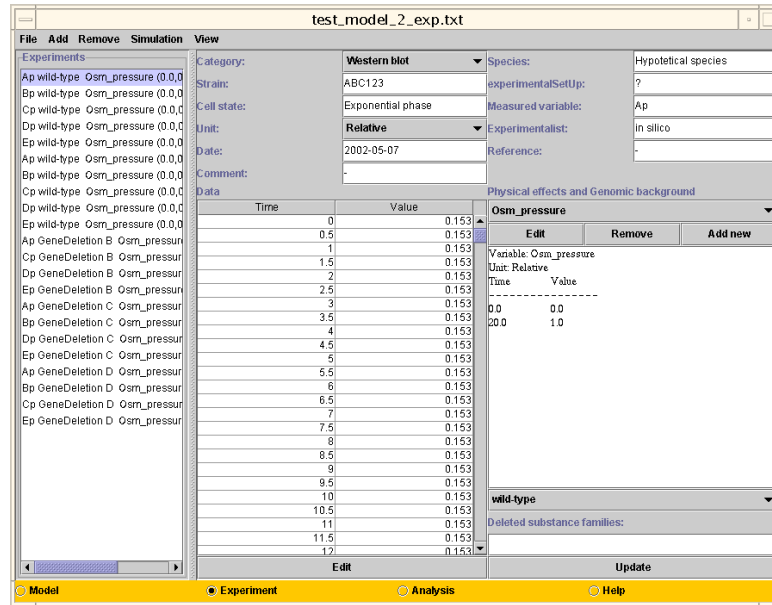 test_model_2_exp.txt
File Add Remove Simulation View
Experiments
Ap wild-type Osm_pressure (0.0,0
Bp wild-type Osm_pressure (0.0,0
Cp wild-type Osm_pressure (0.0,0
Dp wild-type Osm_pressure (0.0,0
Ep wild-type Osm_pressure (0.0,0
Ap wild-type Osm_pressure (0.0,0
Bp wild-type Osm_pressure (0.0,0
Cp wild-type Osm_pressure (0.0,0
Dp wild-type Osm_pressure (0.0,0
Ep wild-type Osm_pressure (0.0,0
Ap GeneDeletion B Osm_pressur
Cp GeneDeletion B Osm_pressur
Dp GeneDeletion B Osm_pressur
Ep GeneDeletion B Osm_pressur
Ap GeneDeletion C Osm_pressur
Bp GeneDeletion C Osm_pressur
Dp GeneDeletion C Osm_pressur
Ep GeneDeletion C Osm_pressur
Ap GeneDeletion D Osm_pressur
Bp GeneDeletion D Osm_pressur
Cp GeneDeletion D Osm_pressur
Ep GeneDeletion D Osm_pressur
Category: Western blot
Strain: ABC123
Cell state: Exponential phase
Unit: Relative
Date: 2002-05-07
Comment: -
Species: Hypotetical species
experimentalSetUp: ?
Measured variable: Ap
Experimentalist: in silico
Reference: -
Data
Time Value
0 0.153
0.5 0.153
1 0.153
1.5 0.153
2 0.153
2.5 0.153
3 0.153
3.5 0.153
4 0.153
4.5 0.153
5 0.153
5.5 0.153
6 0.153
6.5 0.153
7 0.153
7.5 0.153
8 0.153
8.5 0.153
9 0.153
9.5 0.153
10 0.153
10.5 0.153
11 0.153
11.5 0.153
12 0.153
Edit
Physical effects and Genomic background
Osm_pressure
Edit Remove Add new
Variable: Osm_pressure
Unit: Relative
Time Value
------------------
0.0 0.0
20.0 1.0
wild-type
Deleted substance families:
Update
Model Experiment Analysis Help